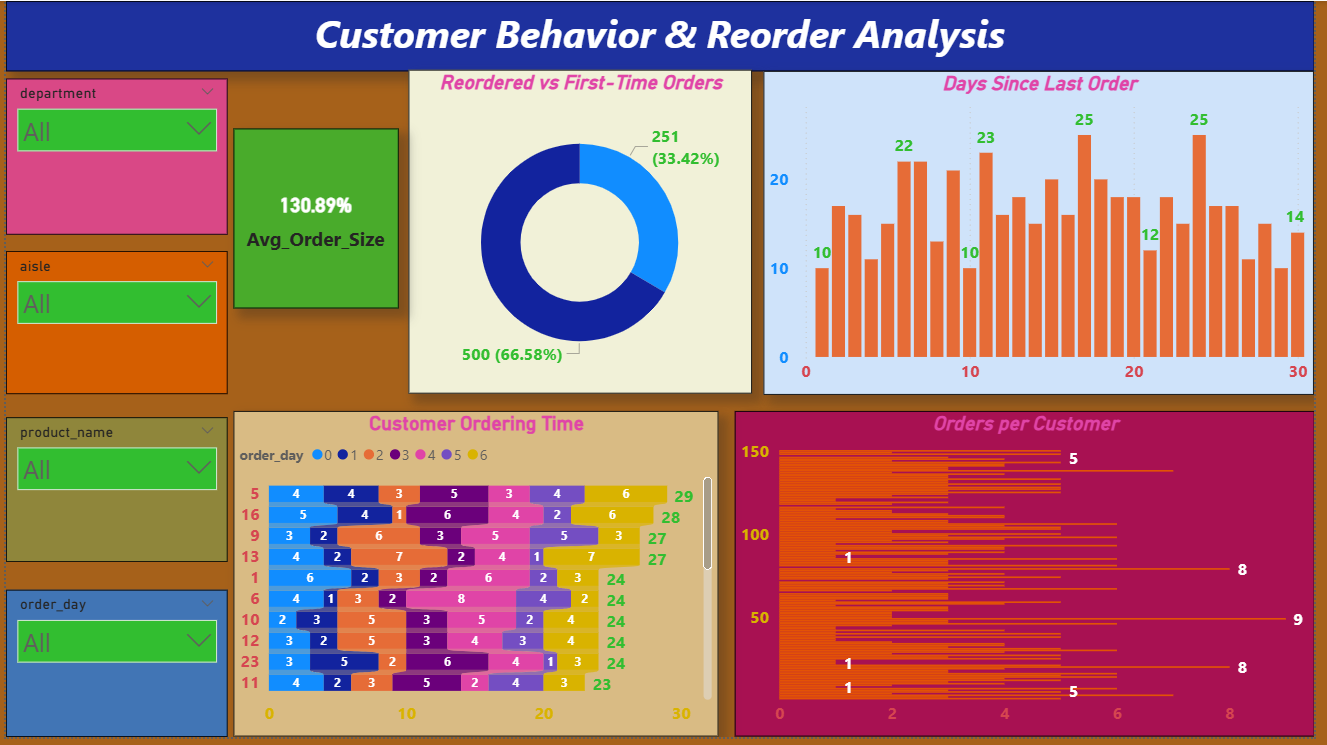 Customer Behavior & Reorder Analysis
department
All
aisle
All
product_name
All
order_day
All
130.89%
Avg_Order_Size
Reordered vs First-Time Orders
251
(33.42%)
500 (66.58%)
Days Since Last Order
20
10
0
10
22
10
23
25
12
25
14
0 10 20 30
Customer Ordering Time
order_day 0 1 2 3 4 5 6
5 4 4 3 5 3 4 6 29
16 5 4 1 6 4 2 6 28
9 3 2 6 3 5 5 3 27
13 4 2 7 2 4 1 7 27
1 6 2 3 2 6 2 3 24
6 4 1 3 2 8 4 2 24
10 2 3 5 3 5 2 4 24
12 3 2 5 3 4 3 4 24
23 3 5 2 6 4 1 3 24
11 4 2 3 5 2 4 3 23
0 10 20 30
Orders per Customer
150
100
50
5
1
8
9
1
8
1
5
0 2 4 6 8